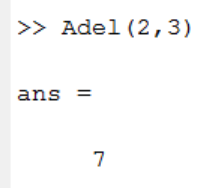 >> Adel(2,3)
ans =
7